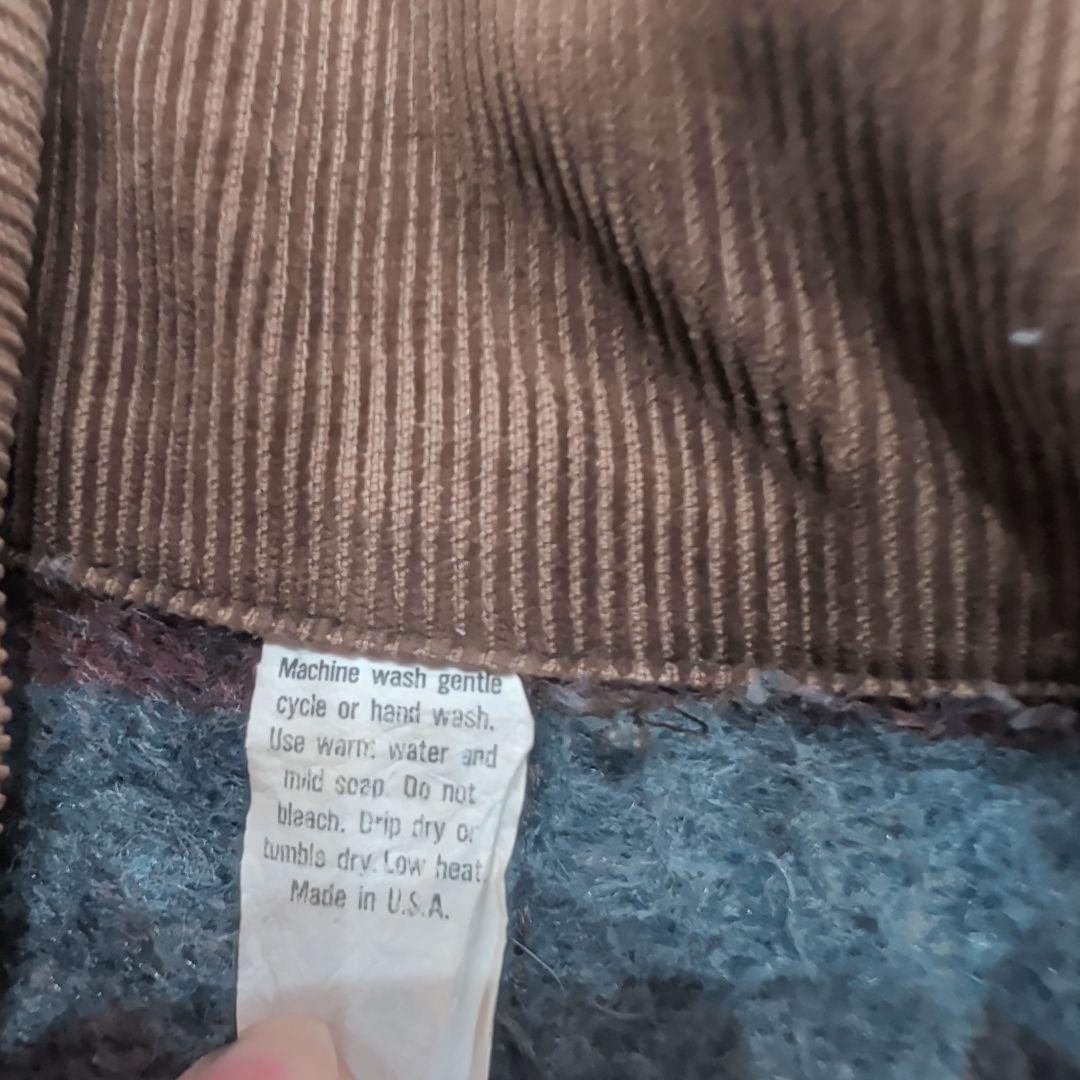 Machine wash gentle
cycle or hand wash.
Use warm water and
mild soap. Do not
bleach. Drip dry or
tumble dry. Low heat
Made in U.S.A.